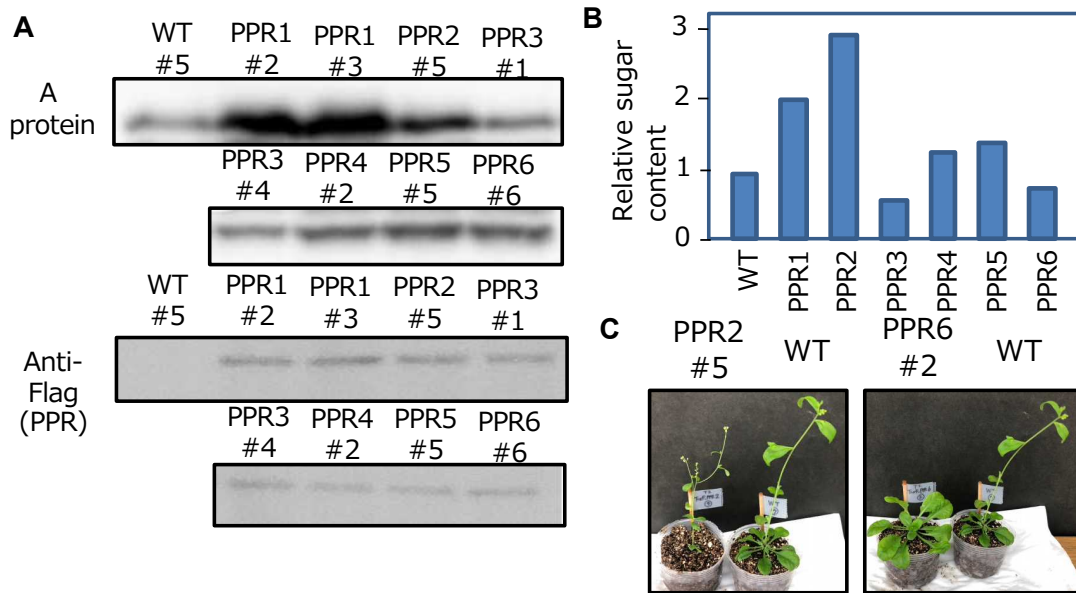 A
WT PPR1 PPR1 PPR2 PPR3
#5 #2 #3 #5 #1
A
protein
PPR3 PPR4 PPR5 PPR6
#4 #2 #5 #6
WT PPR1 PPR1 PPR2 PPR3
#5 #2 #3 #5 #1
Anti-
Flag
(PPR)
PPR3 PPR4 PPR5 PPR6
#4 #2 #5 #6
B
Relative sugar
content
3
2
1
0
WT PPR1 PPR2 PPR3 PPR4 PPR5 PPR6
C
PPR2 WT PPR6 WT
#5 #2